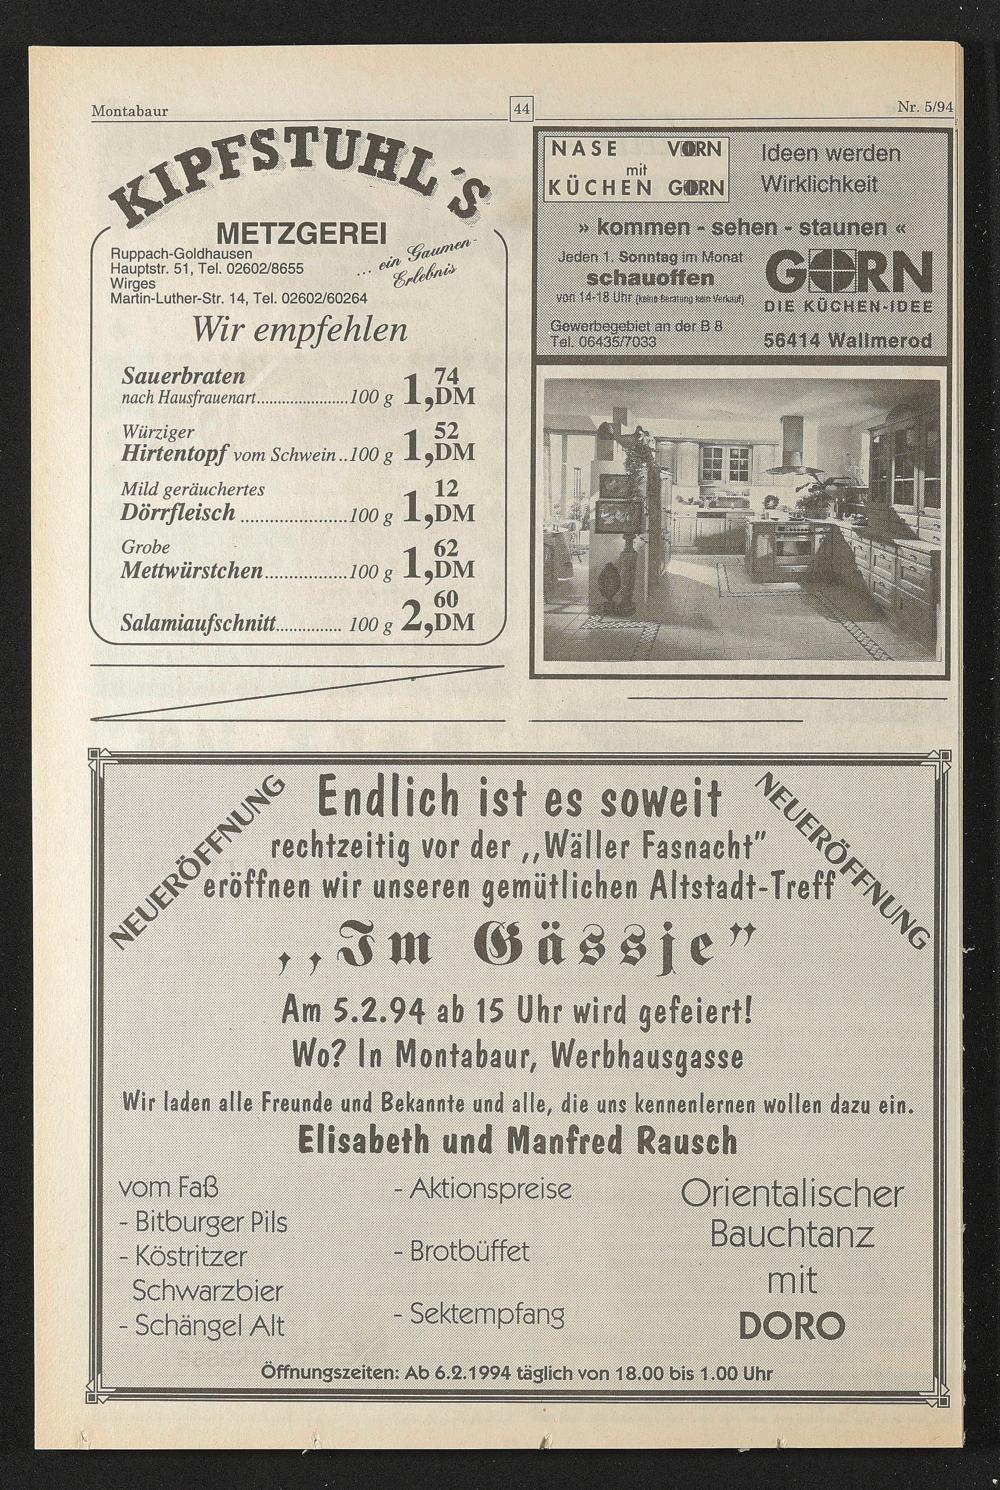 Montabaur
44
Nr. 5/94
KIPFSTUHL´S
METZGEREI
Ruppach-Goldhausen
Hauptstr. 51, Tel. 02602/8655
Wirges
Martin-Luther-Str. 14, Tel. 02602/60264
... ein Gaumen-
Erlebnis
Wir empfehlen
Sauerbraten
nach Hausfrauenart......................100 g 1,74 DM
Würziger
Hirtentopf vom Schwein..100 g 1,52 DM
Mild geräuchertes
Dörrfleisch ......................100 g 1,12 DM
Grobe
Mettwürstchen.................100 g 1,62 DM
Salamiaufschnitt............... 100 g 2,60 DM
NASE VORN
mit
KÜCHEN GORN
Ideen werden
Wirklichkeit
» kommen - sehen - staunen «
Jeden 1. Sonntag im Monat
schauoffen
von 14-18 Uhr (keine Beratung kein Verkauf)
GORN
DIE KÜCHEN-IDEE
Gewerbegebiet an der B 8
Tel. 06435/7033
56414 Wallmerod
NEUERÖFFNUNG
NEUERÖFFNUNG
Endlich ist es soweit
rechtzeitig vor der ,,Wäller Fasnacht”
eröffnen wir unseren gemütlichen Altstadt-Treff
,,Im Gässje”
Am 5.2.94 ab 15 Uhr wird gefeiert!
Wo? In Montabaur, Werbhausgasse
Wir laden alle Freunde und Bekannte und alle, die uns kennenlernen wollen dazu ein.
Elisabeth und Manfred Rausch
vom Faß
- Bitburger Pils
- Köstritzer
Schwarzbier
- Schängel Alt
- Aktionspreise
- Brotbüffet
- Sektempfang
Orientalischer
Bauchtanz
mit
DORO
Öffnungszeiten: Ab 6.2.1994 täglich von 18.00 bis 1.00 Uhr